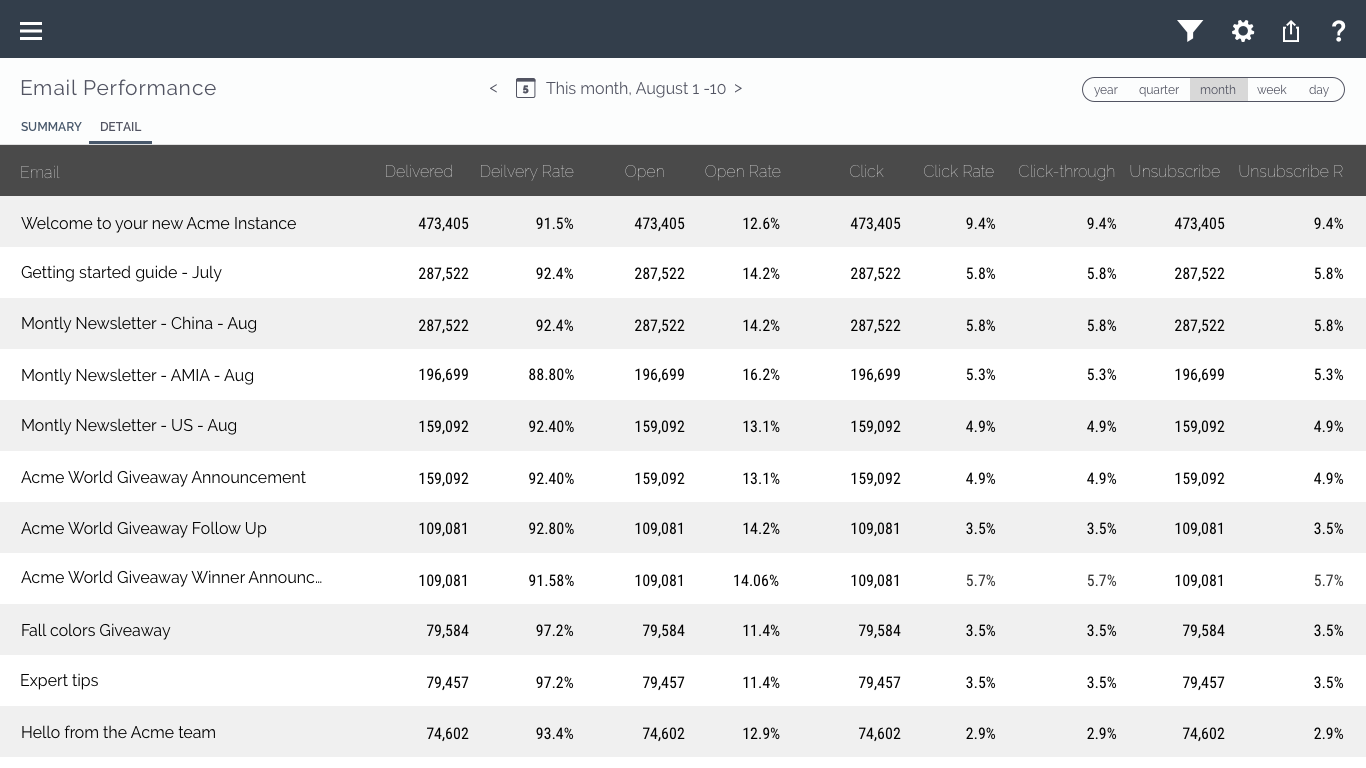 ?
Email Performance < 5 This month, August 1 -10 > year quarter month week day
SUMMARY DETAIL
Email Delivered Deilvery Rate Open Open Rate Click Click Rate Click-through Unsubscribe Unsubscribe R
Welcome to your new Acme Instance 473,405 91.5% 473,405 12.6% 473,405 9.4% 9.4% 473,405 9.4%
Getting started guide - July 287,522 92.4% 287,522 14.2% 287,522 5.8% 5.8% 287,522 5.8%
Montly Newsletter - China - Aug 287,522 92.4% 287,522 14.2% 287,522 5.8% 5.8% 287,522 5.8%
Montly Newsletter - AMIA - Aug 196,699 88.80% 196,699 16.2% 196,699 5.3% 5.3% 196,699 5.3%
Montly Newsletter - US - Aug 159,092 92.40% 159,092 13.1% 159,092 4.9% 4.9% 159,092 4.9%
Acme World Giveaway Announcement 159,092 92.40% 159,092 13.1% 159,092 4.9% 4.9% 159,092 4.9%
Acme World Giveaway Follow Up 109,081 92.80% 109,081 14.2% 109,081 3.5% 3.5% 109,081 3.5%
Acme World Giveaway Winner Announc... 109,081 91.58% 109,081 14.06% 109,081 5.7% 5.7% 109,081 5.7%
Fall colors Giveaway 79,584 97.2% 79,584 11.4% 79,584 3.5% 3.5% 79,584 3.5%
Expert tips 79,457 97.2% 79,457 11.4% 79,457 3.5% 3.5% 79,457 3.5%
Hello from the Acme team 74,602 93.4% 74,602 12.9% 74,602 2.9% 2.9% 74,602 2.9%